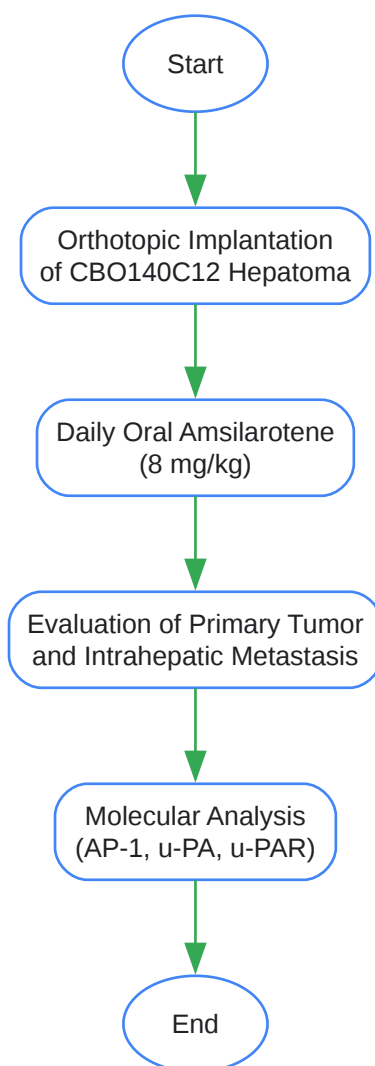 Start
Orthotopic Implantation
of CBO140C12 Hepatoma
Daily Oral Amsilarotene
(8 mg/kg)
Evaluation of Primary Tumor
and Intrahepatic Metastasis
Molecular Analysis
(AP-1, u-PA, u-PAR)
End